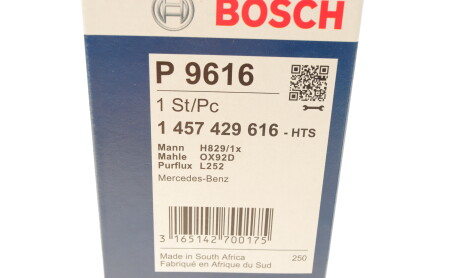 BOSCH
P 9616
1 St/Pc
1 457 429 616 - HTS
Mann H829/1x
Mahle OX92D
Purflux L252
Mercedes-Benz
3 165142 700175
Made in South Africa 250
Fabriqué en Afrique du Sud